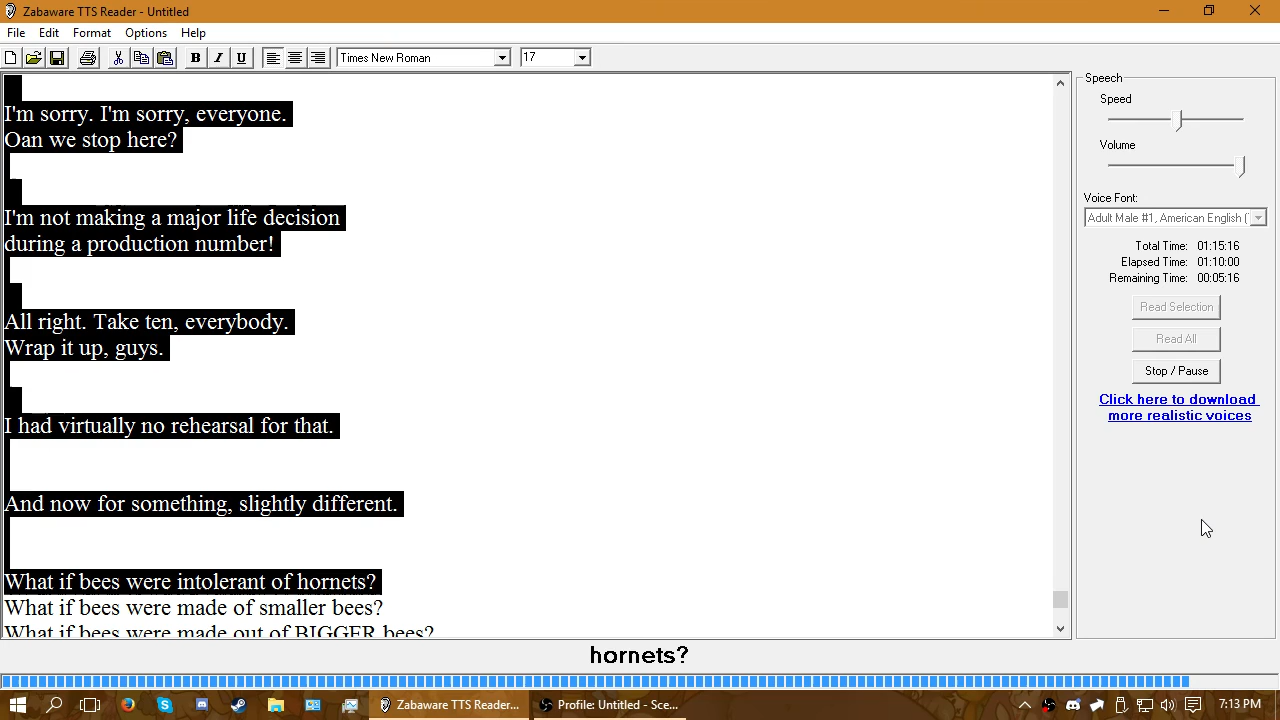 Zabaware TTS Reader - Untitled
File Edit Format Options Help
B I U Times New Roman 17
I'm sorry. I'm sorry, everyone.
Oan we stop here?
I'm not making a major life decision
during a production number!
All right. Take ten, everybody.
Wrap it up, guys.
I had virtually no rehearsal for that.
And now for something, slightly different.
What if bees were intolerant of hornets?
What if bees were made of smaller bees?
What if bees were made out of BIGGER bees?
Speech
Speed
Volume
Voice Font:
Adult Male #1, American English (
Total Time: 01:15:16
Elapsed Time: 01:10:00
Remaining Time: 00:05:16
Read Selection
Read All
Stop / Pause
Click here to download
more realistic voices
hornets?
Zabaware TTS Reader... Profile: Untitled - Sce... 7:13 PM